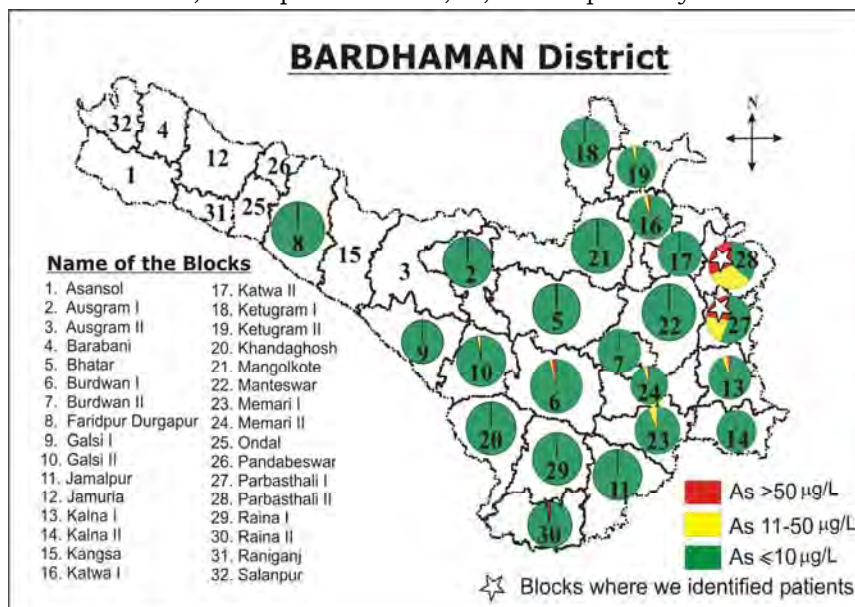 BARDHAMAN District
N
32
4
12
26
1
31
25
8
15
3
2
18
19
16
21
17
28
5
22
27
9
10
7
6
24
13
20
23
14
29
11
30
Name of the Blocks
1. Asansol
2. Ausgram I
3. Ausgram II
4. Barabani
5. Bhatar
6. Burdwan I
7. Burdwan II
8. Faridpur Durgapur
9. Galsi I
10. Galsi II
11. Jamalpur
12. Jamuria
13. Kalna I
14. Kalna II
15. Kangsa
16. Katwa I
17. Katwa II
18. Ketugram I
19. Ketugram II
20. Khandaghosh
21. Mangolkote
22. Manteswar
23. Memari I
24. Memari II
25. Ondal
26. Pandabeswar
27. Parbasthali I
28. Parbasthali II
29. Raina I
30. Raina II
31. Raniganj
32. Salanpur
As >50 µg/L
As 11-50 µg/L
As ≤10 µg/L
Blocks where we identified patients